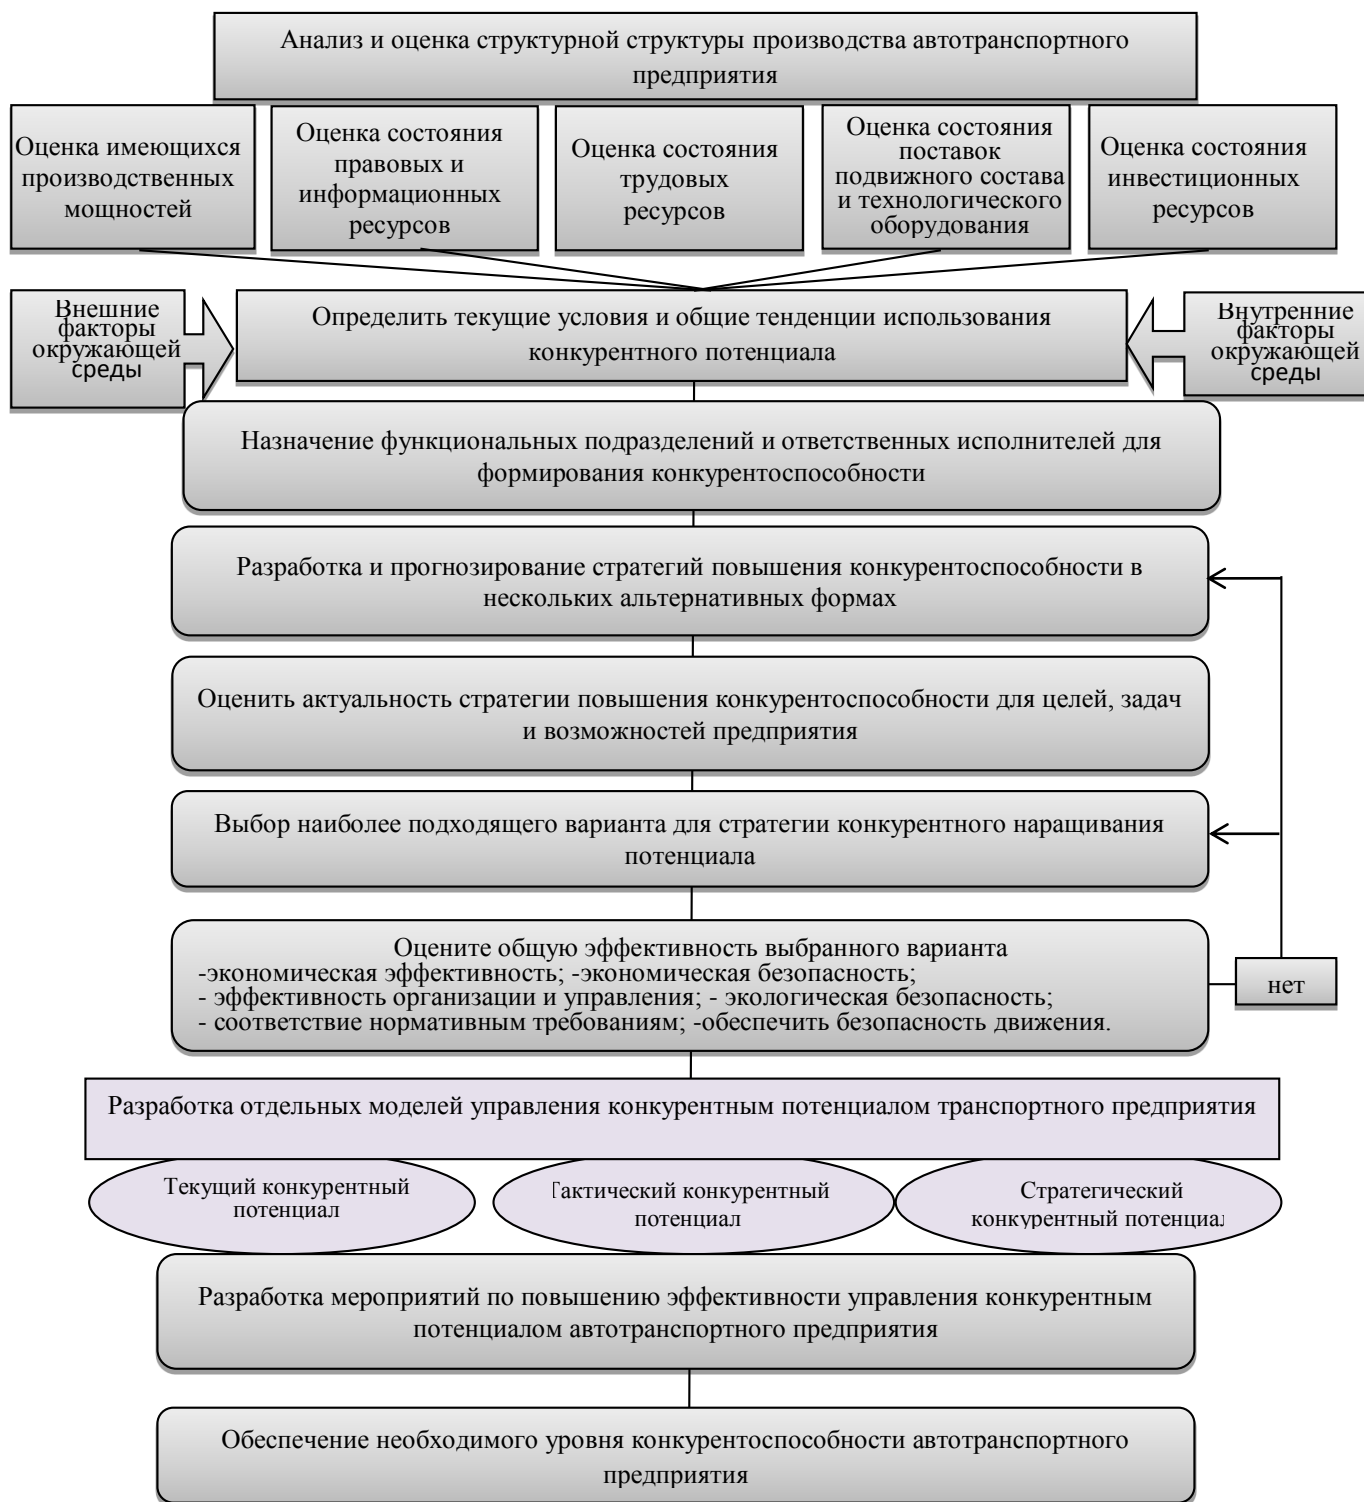 Анализ и оценка структурной структуры производства автотранспортного
предприятия
Оценка имеющихся
производственных
мощностей
Оценка состояния
правовых и
информационных
ресурсов
Оценка состояния
трудовых
ресурсов
Оценка состояния
поставок
подвижного состава
и технологического
оборудования
Оценка состояния
инвестиционных
ресурсов
Внешние
факторы
окружающей
среды
Определить текущие условия и общие тенденции использования
конкурентного потенциала
Внутренние
факторы
окружающей
среды
Назначение функциональных подразделений и ответственных исполнителей для
формирования конкурентоспособности
Разработка и прогнозирование стратегий повышения конкурентоспособности в
нескольких альтернативных формах
Оценить актуальность стратегии повышения конкурентоспособности для целей, задач
и возможностей предприятия
Выбор наиболее подходящего варианта для стратегии конкурентного наращивания
потенциала
Оцените общую эффективность выбранного варианта
-экономическая эффективность; -экономическая безопасность;
- эффективность организации и управления; - экологическая безопасность;
- соответствие нормативным требованиям; -обеспечить безопасность движения.
нет
Разработка отдельных моделей управления конкурентным потенциалом транспортного предприятия
Текущий конкурентный
потенциал
Тактический конкурентный
потенциал
Стратегический
конкурентный потенциал
Разработка мероприятий по повышению эффективности управления конкурентным
потенциалом автотранспортного предприятия
Обеспечение необходимого уровня конкурентоспособности автотранспортного
предприятия